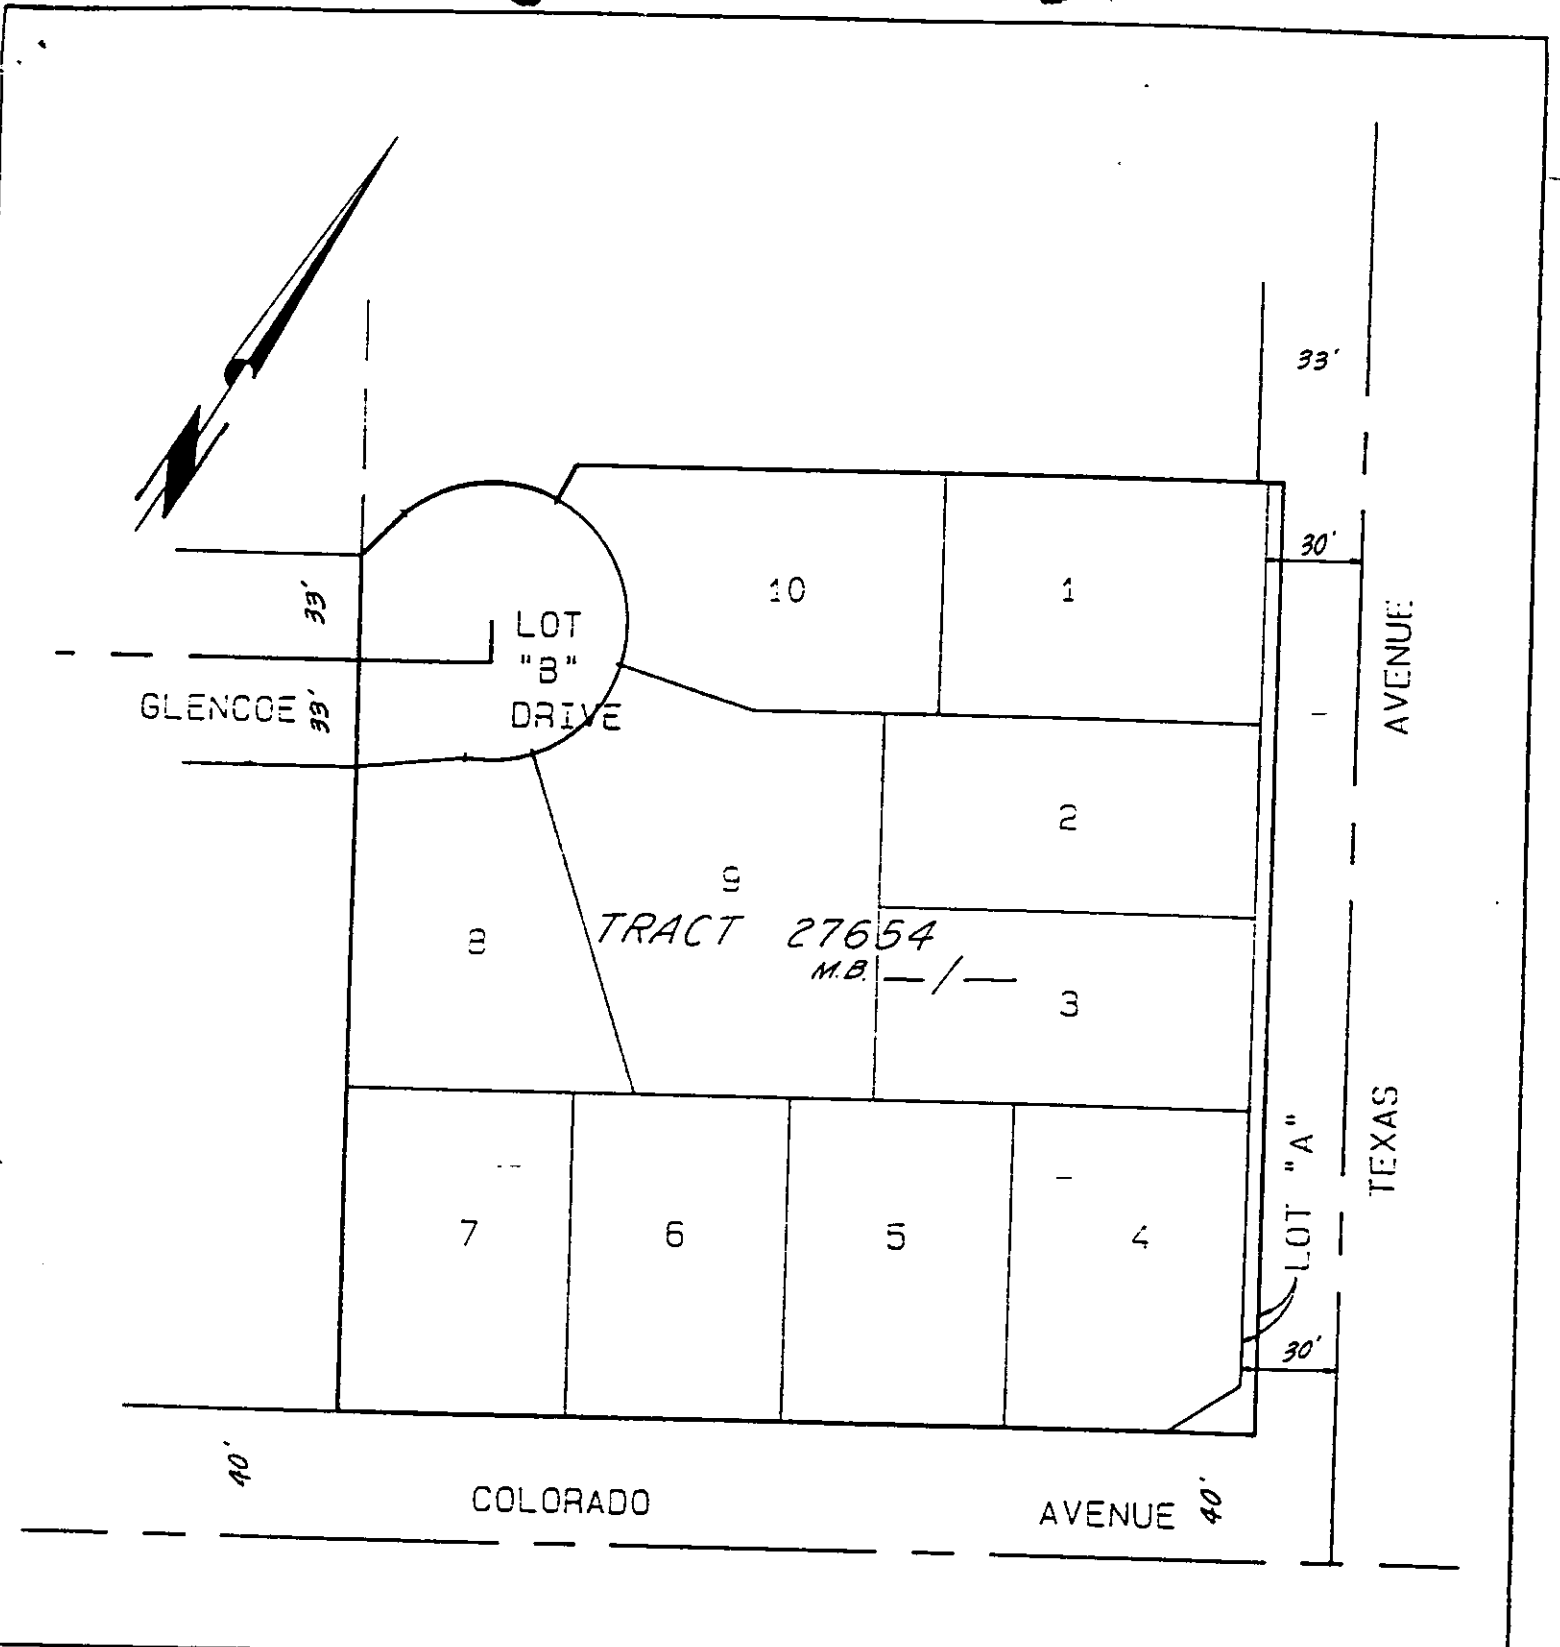 33'
30'
10
1
33'
LOT
"B"
DRIVE
GLENCOE
33'
AVENUE
2
9
8
TRACT 27654
M.B. — / —
3
LOT "A"
TEXAS
7
6
5
4
30'
40'
COLORADO
AVENUE
40'